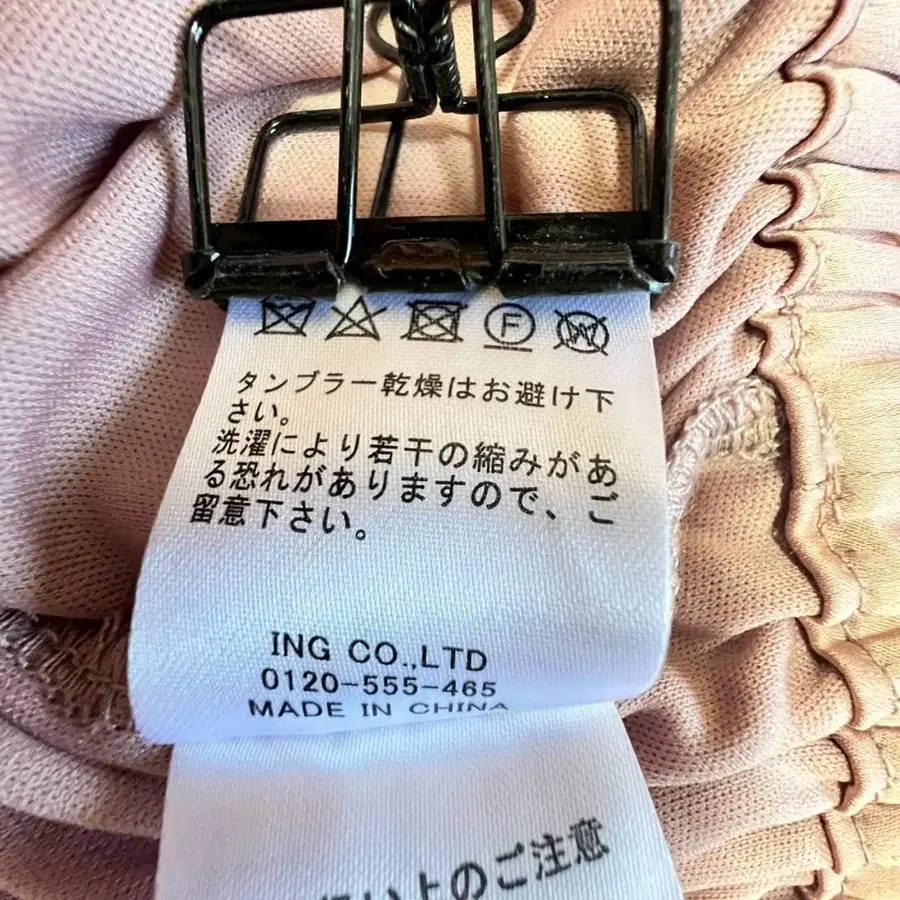 F W
タンブラー乾燥はお避け下
さい。
洗濯により若干の縮みがあ
る恐れがありますので、ご
留意下さい。
ING CO.,LTD
0120-555-465
MADE IN CHINA
上のご注意